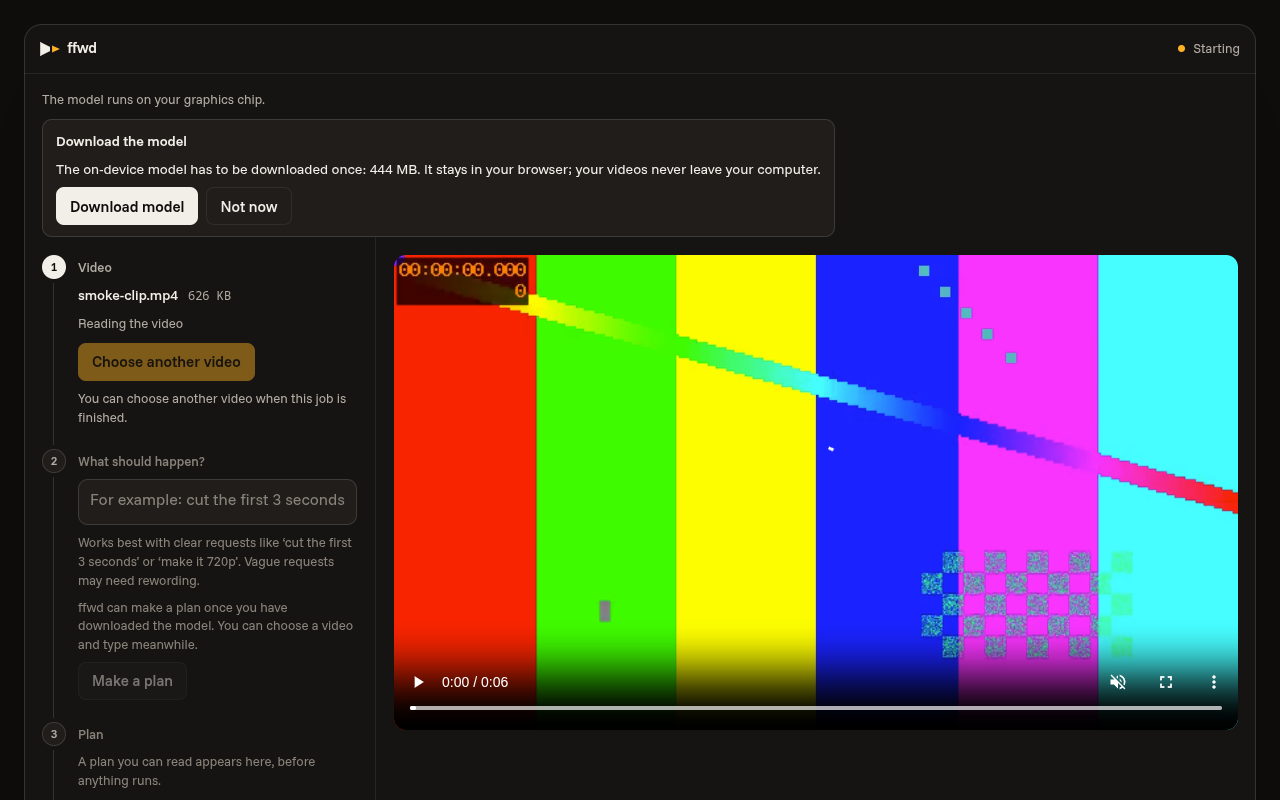 ffwd
Starting
The model runs on your graphics chip.
Download the model
The on-device model has to be downloaded once: 444 MB. It stays in your browser; your videos never leave your computer.
Download model
Not now
1
Video
smoke-clip.mp4 626 KB
Reading the video
Choose another video
You can choose another video when this job is
finished.
2
What should happen?
For example: cut the first 3 seconds
Works best with clear requests like ‘cut the first
3 seconds’ or ‘make it 720p’. Vague requests
may need rewording.
ffwd can make a plan once you have
downloaded the model. You can choose a video
and type meanwhile.
Make a plan
3
Plan
A plan you can read appears here, before
anything runs.
00:00:00.000
0
0:00 / 0:06